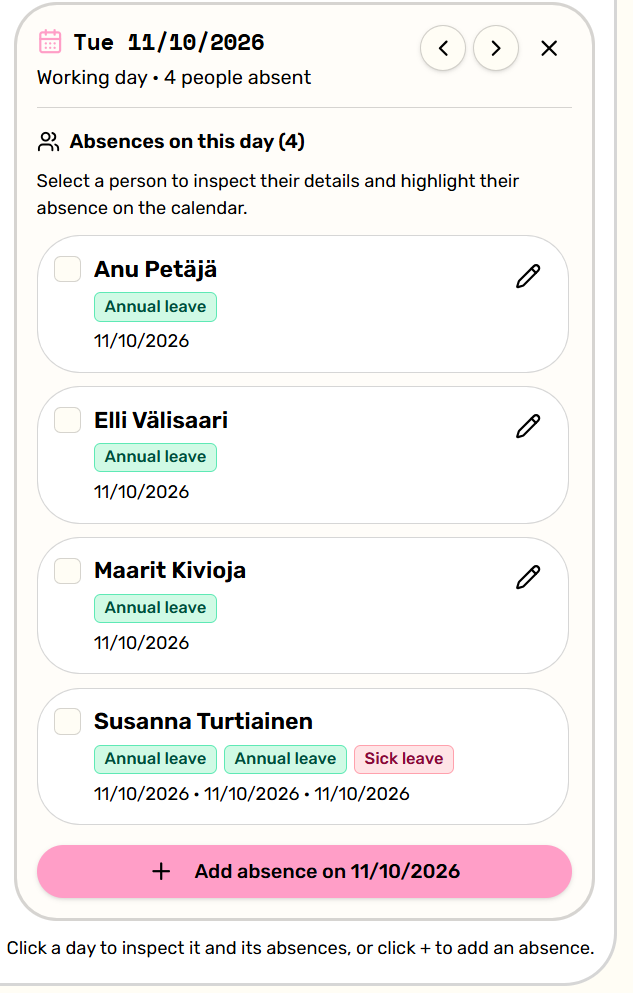 Tue 11/10/2026
Working day • 4 people absent
Absences on this day (4)
Select a person to inspect their details and highlight their
absence on the calendar.
Anu Petäjä
Annual leave
11/10/2026
Elli Välisaari
Annual leave
11/10/2026
Maarit Kivioja
Annual leave
11/10/2026
Susanna Turtiainen
Annual leave Annual leave Sick leave
11/10/2026 • 11/10/2026 • 11/10/2026
+ Add absence on 11/10/2026
Click a day to inspect it and its absences, or click + to add an absence.